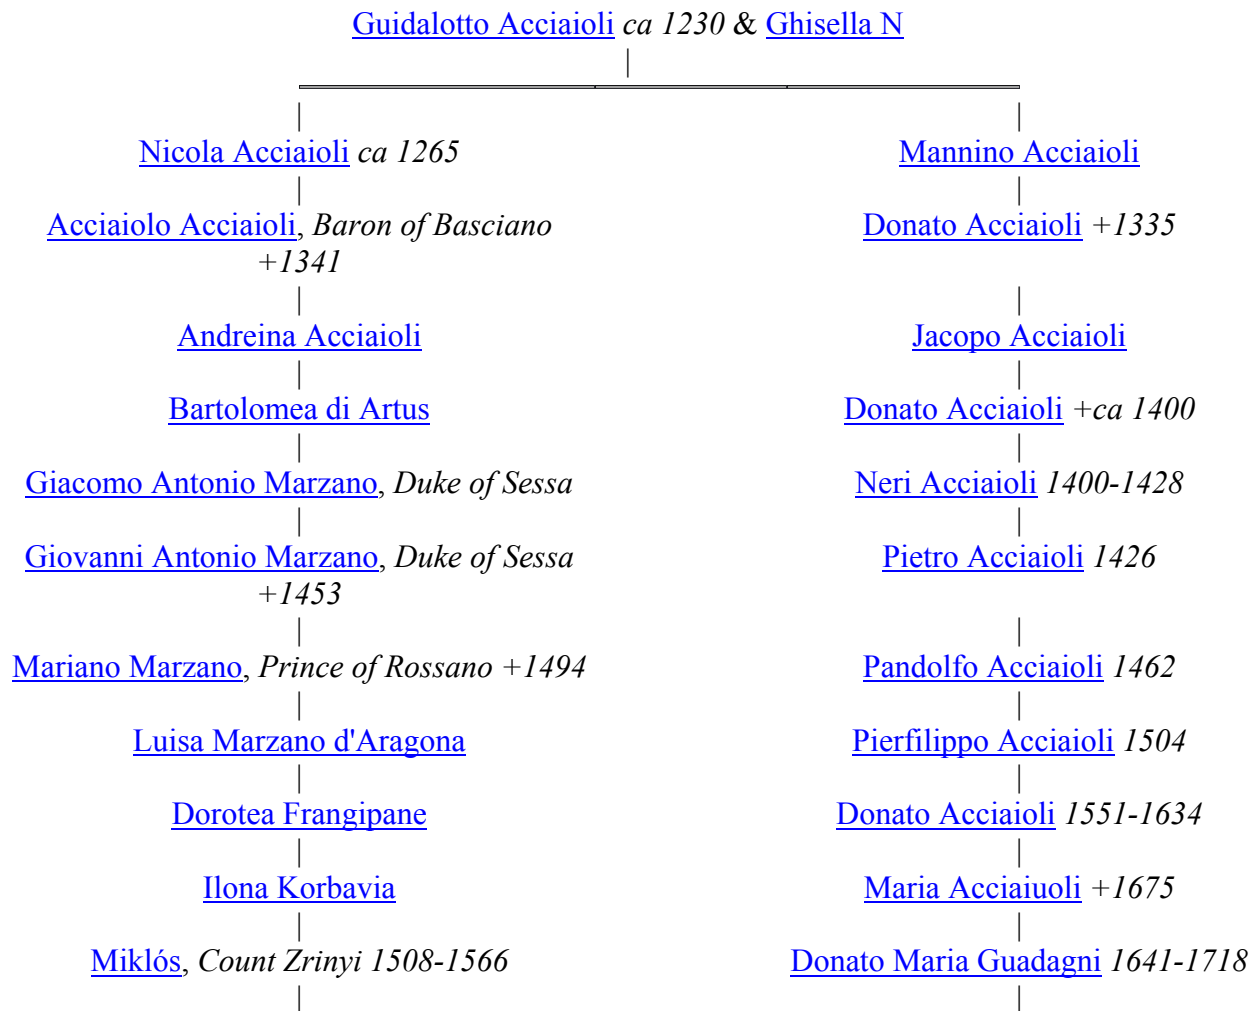 Guidalotto Acciaioli ca 1230 & Ghisella N
Nicola Acciaioli ca 1265
Mannino Acciaioli
Acciaiolo Acciaioli, Baron of Basciano
+1341
Donato Acciaioli +1335
Andreina Acciaioli
Jacopo Acciaioli
Bartolomea di Artus
Donato Acciaioli +ca 1400
Giacomo Antonio Marzano, Duke of Sessa
Neri Acciaioli 1400-1428
Giovanni Antonio Marzano, Duke of Sessa
+1453
Pietro Acciaioli 1426
Mariano Marzano, Prince of Rossano +1494
Pandolfo Acciaioli 1462
Luisa Marzano d'Aragona
Pierfilippo Acciaioli 1504
Dorotea Frangipane
Donato Acciaioli 1551-1634
Ilona Korbavia
Maria Acciaiuoli +1675
Miklós, Count Zrinyi 1508-1566
Donato Maria Guadagni 1641-1718